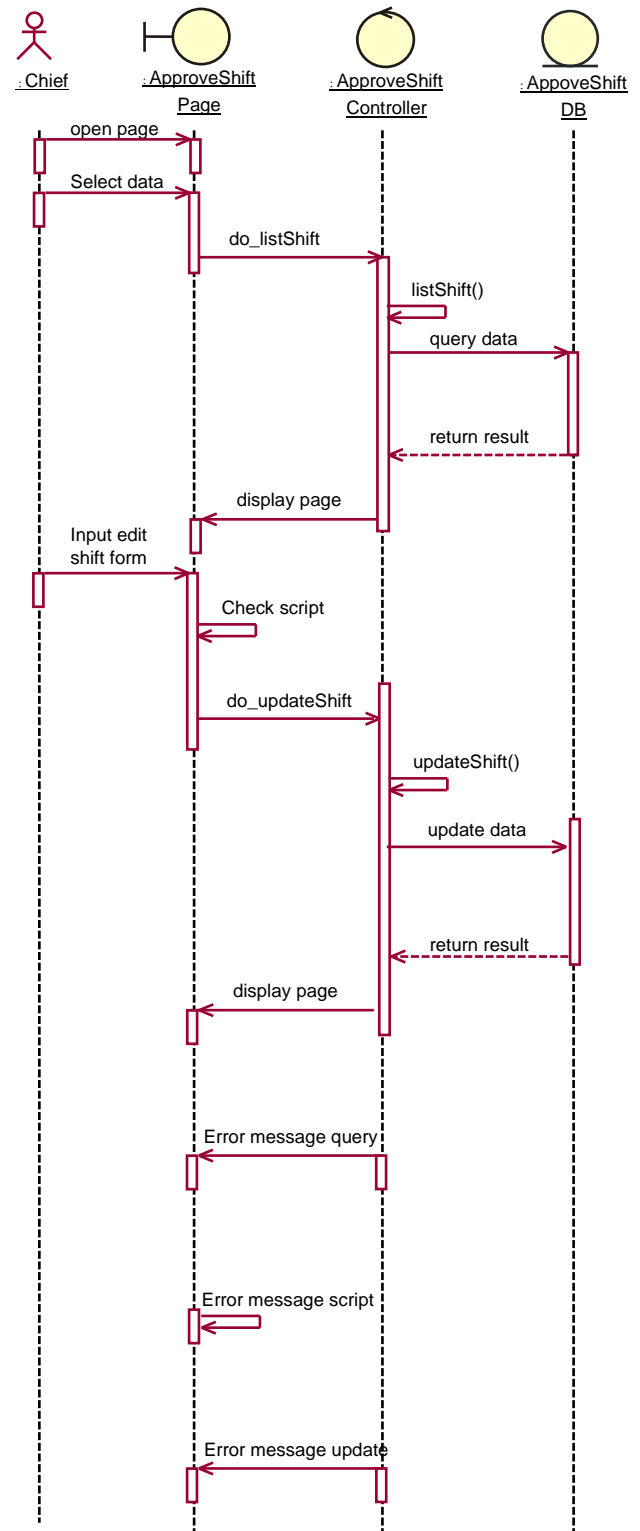 : Chief
: ApproveShift
Page
: ApproveShift
Controller
: AppoveShift
DB
open page
Select data
do_listShift
listShift()
query data
return result
display page
Input edit
shift form
Check script
do_updateShift
updateShift()
update data
return result
display page
Error message query
Error message script
Error message update